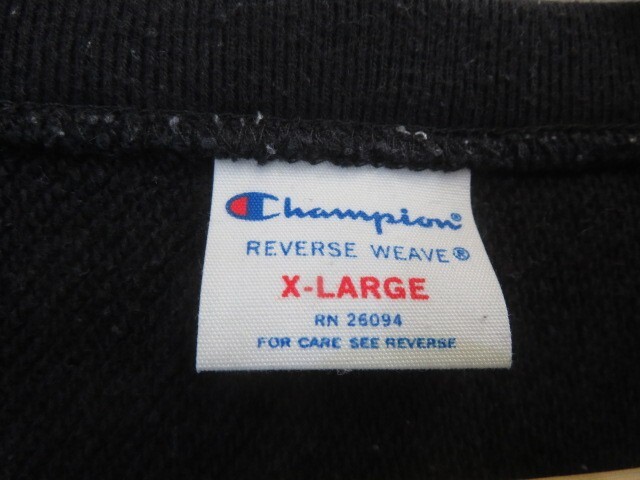 Champion®
REVERSE WEAVE®
X-LARGE
RN 26094
FOR CARE SEE REVERSE